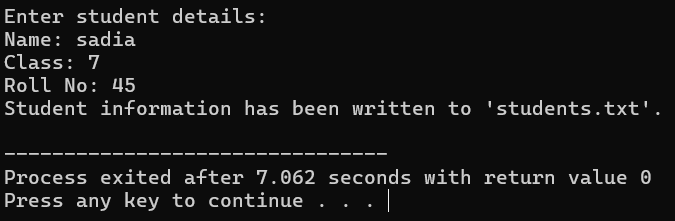 Enter student details:
Name: sadia
Class: 7
Roll No: 45
Student information has been written to 'students.txt'.
--------------------------------
Process exited after 7.062 seconds with return value 0
Press any key to continue . . .